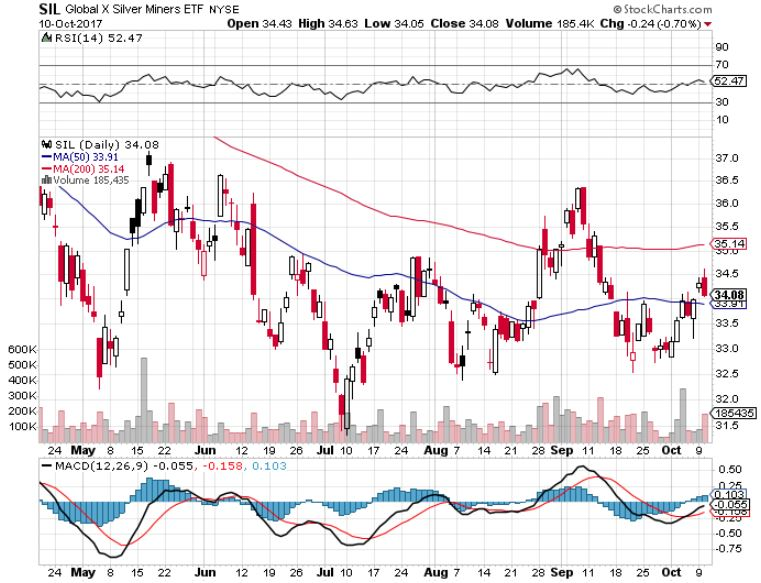 SIL Global X Silver Miners ETF NYSE © StockCharts.com
10-Oct-2017 Open 34.43 High 34.63 Low 34.05 Close 34.08 Volume 185.4K Chg -0.24 (-0.70%)
RSI(14) 52.47
90
70
52.47
50
30
10
SIL (Daily) 34.08
MA(50) 33.91
MA(200) 35.14
Volume 185,435
37.0
36.5
36.0
35.5
35.14
35.0
34.5
34.08
33.91
33.5
33.0
32.5
32.0
31.5
600K
500K
400K
300K
200K
100K
185435
24 May 8 15 22 Jun 12 19 26 Jul 10 17 24 Aug 7 14 21 28 Sep 11 18 25 Oct 9
MACD(12,26,9) -0.055, -0.158, 0.103
0.50
0.25
0.103
-0.055
-0.158
-0.25
-0.50
-0.75
24 May 8 15 22 Jun 12 19 26 Jul 10 17 24 Aug 7 14 21 28 Sep 11 18 25 Oct 9